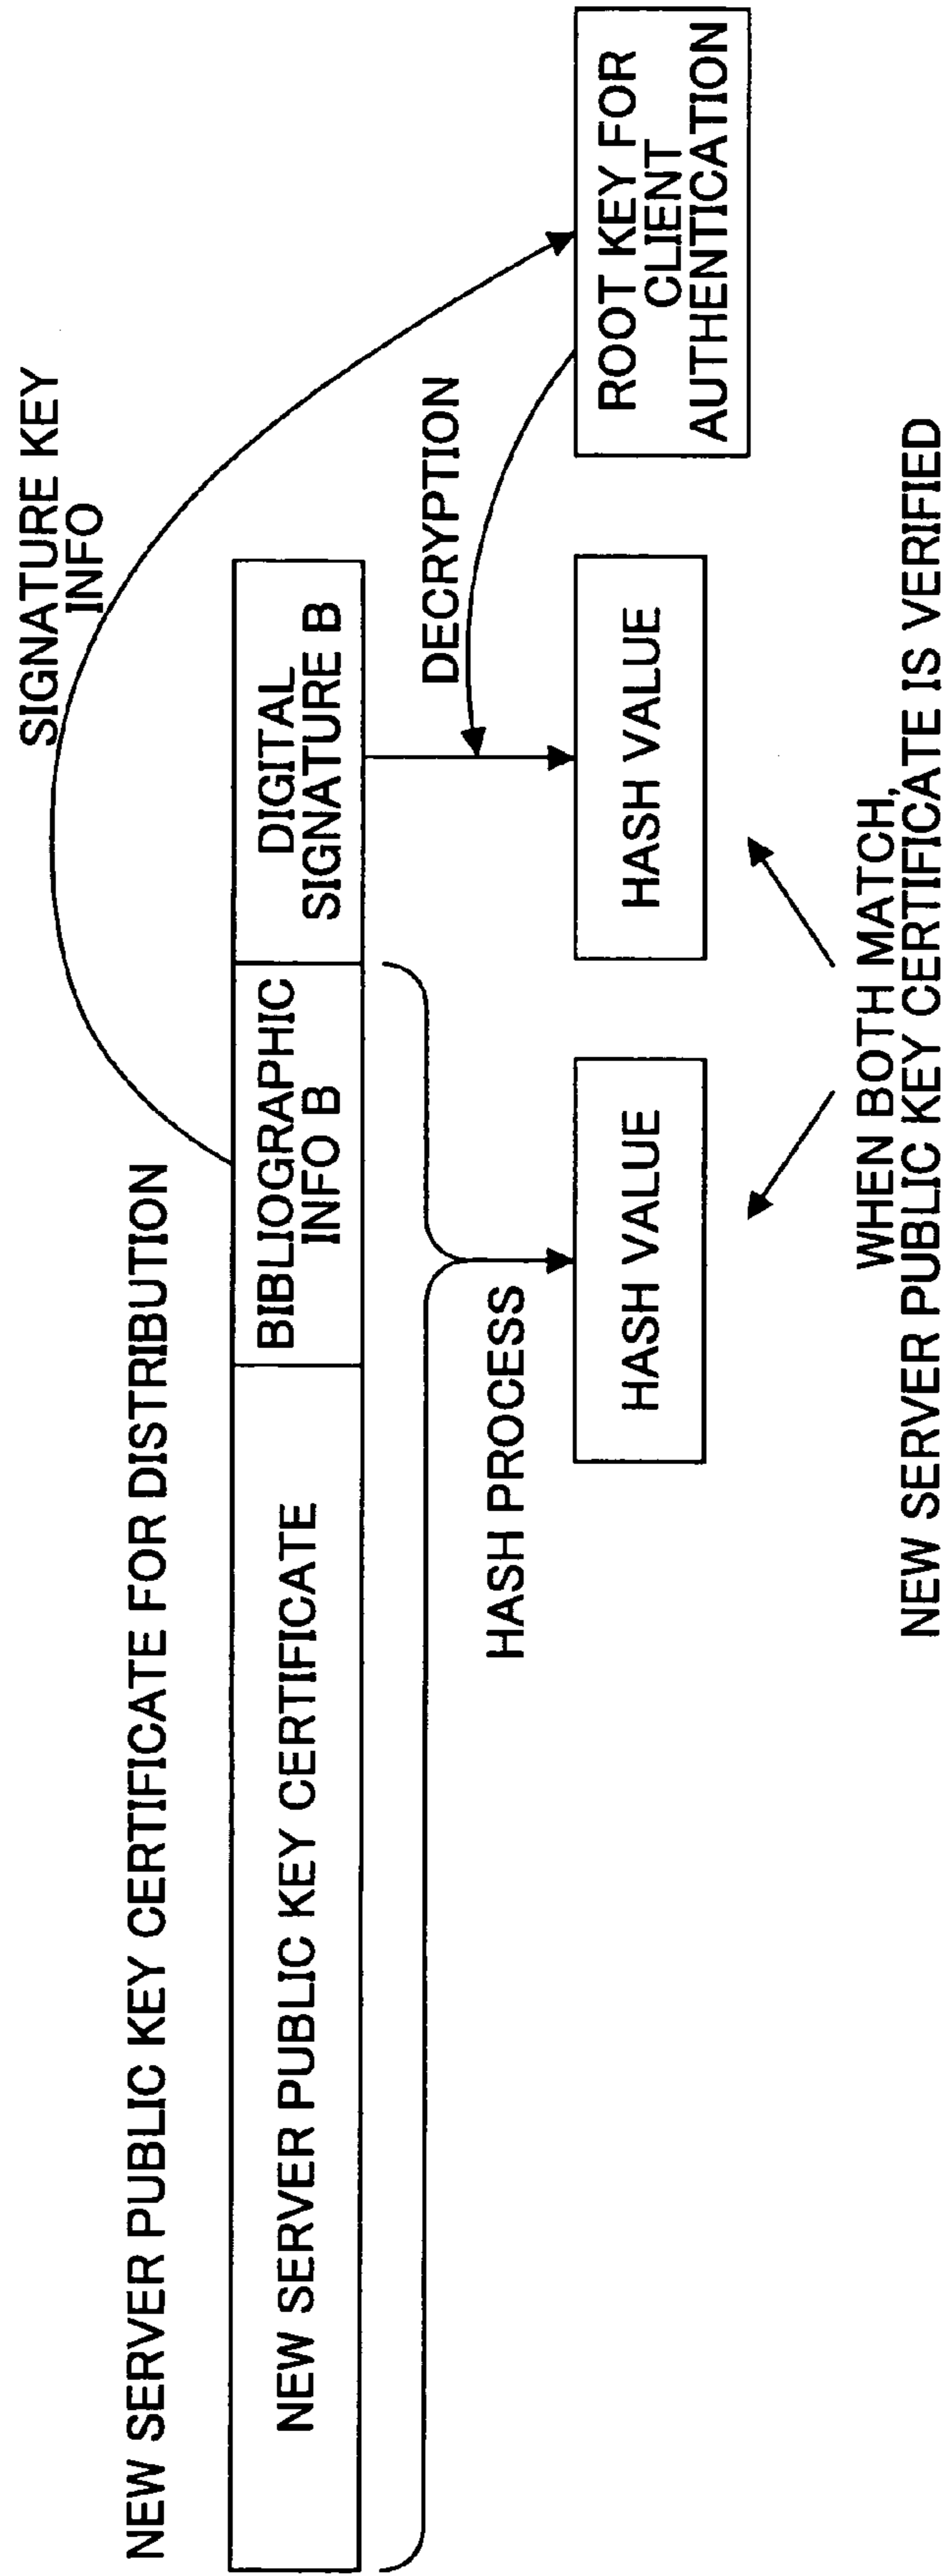 NEW SERVER PUBLIC KEY CERTIFICATE FOR DISTRIBUTION
SIGNATURE KEY
INFO
NEW SERVER PUBLIC KEY CERTIFICATE
BIBLIOGRAPHIC
INFO B
DIGITAL
SIGNATURE B
HASH PROCESS
DECRYPTION
HASH VALUE
HASH VALUE
ROOT KEY FOR
CLIENT
AUTHENTICATION
WHEN BOTH MATCH,
NEW SERVER PUBLIC KEY CERTIFICATE IS VERIFIED